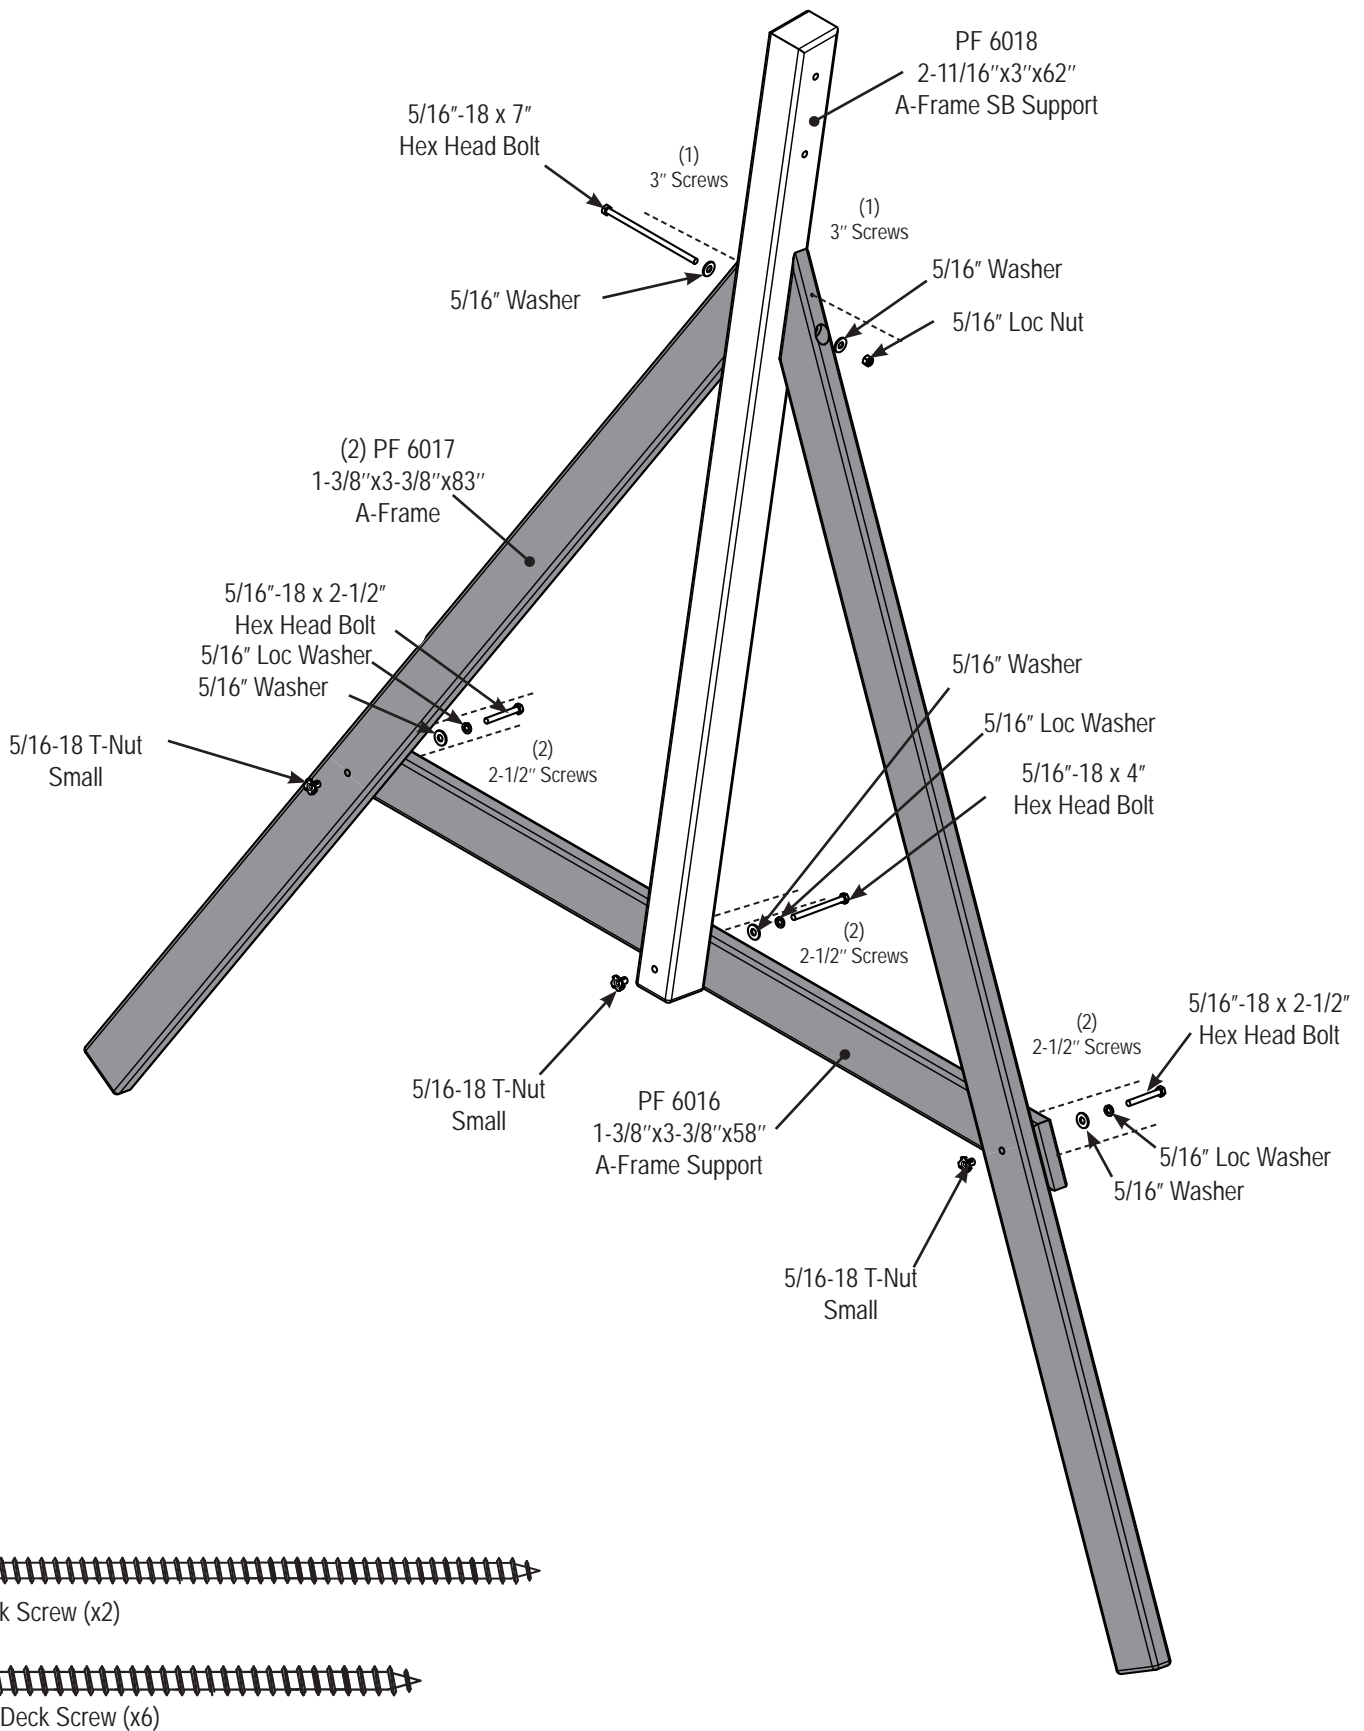 PF 6018
2-11/16"x3"x62"
A-Frame SB Support
5/16"-18 x 7"
Hex Head Bolt
(1)
3" Screws
(1)
3" Screws
5/16" Washer
5/16" Washer
5/16" Loc Nut
(2) PF 6017
1-3/8"x3-3/8"x83"
A-Frame
5/16"-18 x 2-1/2"
Hex Head Bolt
5/16" Loc Washer
5/16" Washer
5/16-18 T-Nut
Small
(2)
2-1/2" Screws
5/16" Washer
5/16" Loc Washer
5/16"-18 x 4"
Hex Head Bolt
(2)
2-1/2" Screws
5/16"-18 x 2-1/2"
Hex Head Bolt
(2)
2-1/2" Screws
5/16-18 T-Nut
Small
PF 6016
1-3/8"x3-3/8"x58"
A-Frame Support
5/16" Loc Washer
5/16" Washer
5/16-18 T-Nut
Small
k Screw (x2)
Deck Screw (x6)